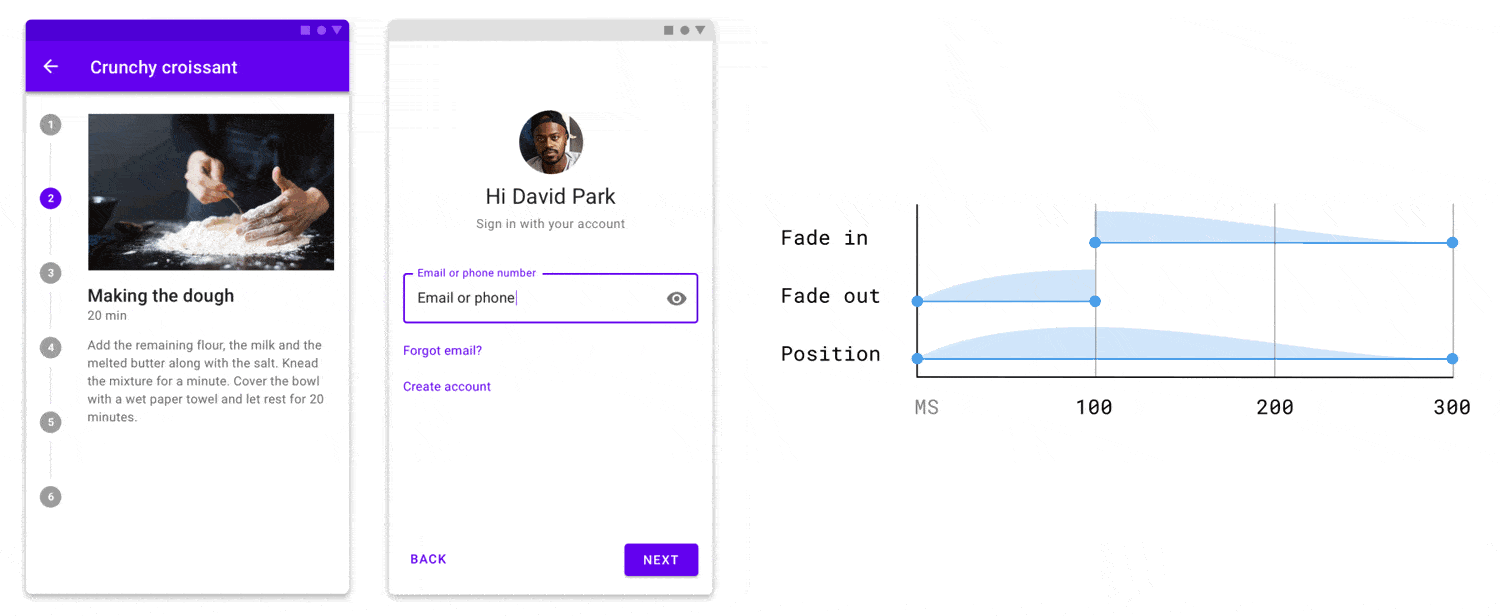 Crunchy croissant
1
2
3
4
5
6
Making the dough
20 min
Add the remaining flour, the milk and the
melted butter along with the salt. Knead
the mixture for a minute. Cover the bowl
with a wet paper towel and let rest for 20
minutes.
Hi David Park
Sign in with your account
Email or phone number
Email or phone
Forgot email?
Create account
BACK
NEXT
Fade in
Fade out
Position
MS
100
200
300